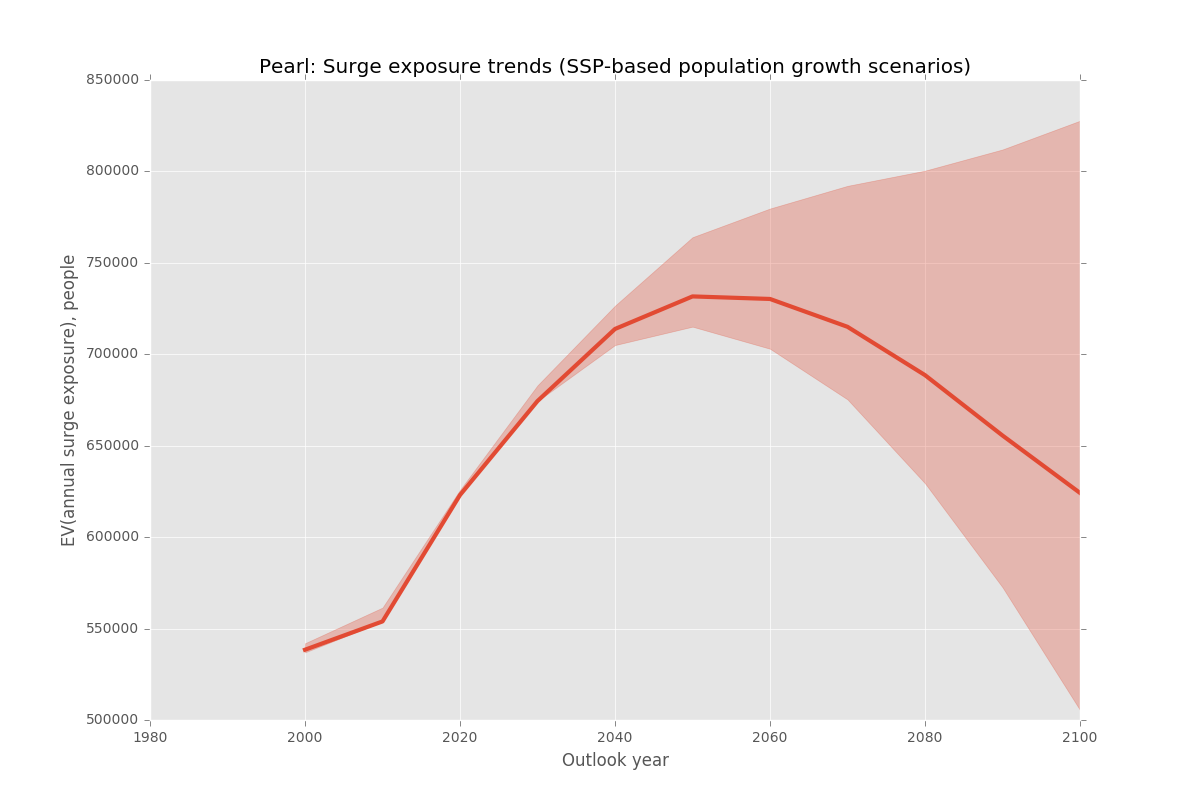 Pearl: Surge exposure trends (SSP-based population growth scenarios)
EV(annual surge exposure), people
850000
800000
750000
700000
650000
600000
550000
500000
1980 2000 2020 2040 2060 2080 2100
Outlook year